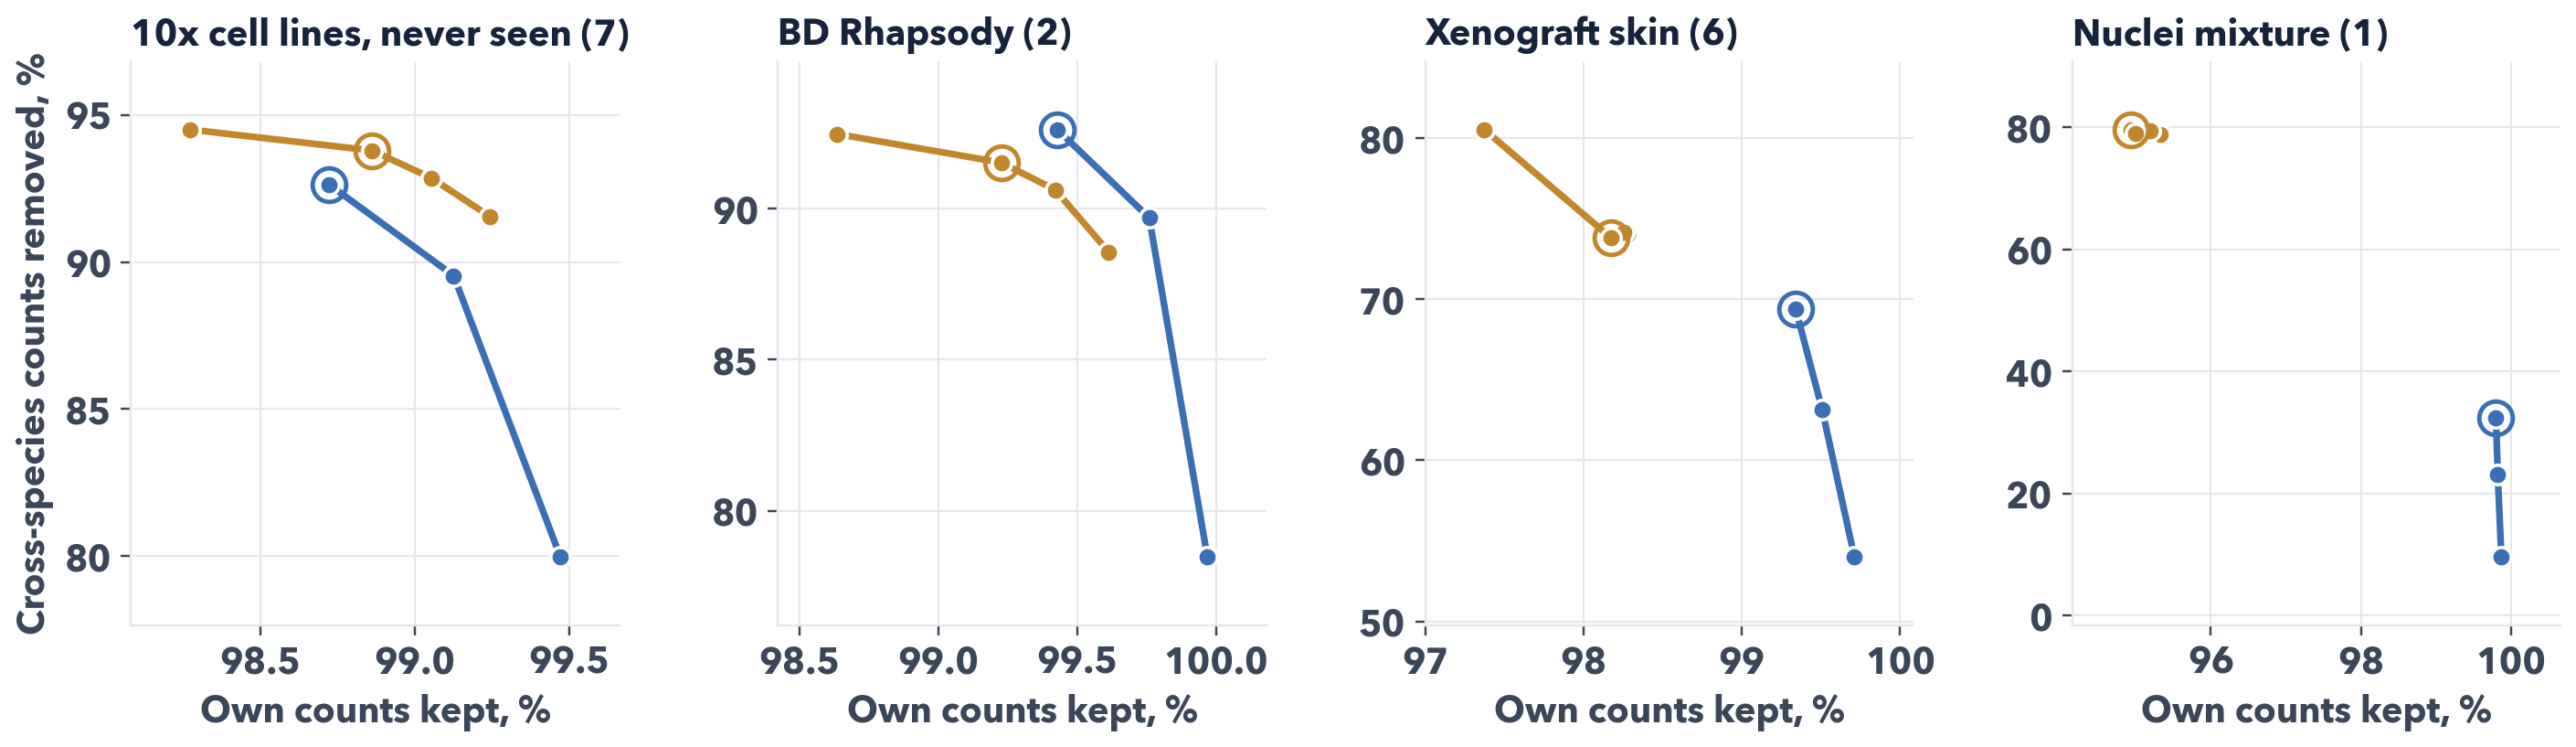 10x cell lines, never seen (7)
Cross-species counts removed, %
95
90
85
80
98.5 99.0 99.5
Own counts kept, %
BD Rhapsody (2)
90
85
80
98.5 99.0 99.5 100.0
Own counts kept, %
Xenograft skin (6)
80
70
60
50
97 98 99 100
Own counts kept, %
Nuclei mixture (1)
80
60
40
20
0
96 98 100
Own counts kept, %